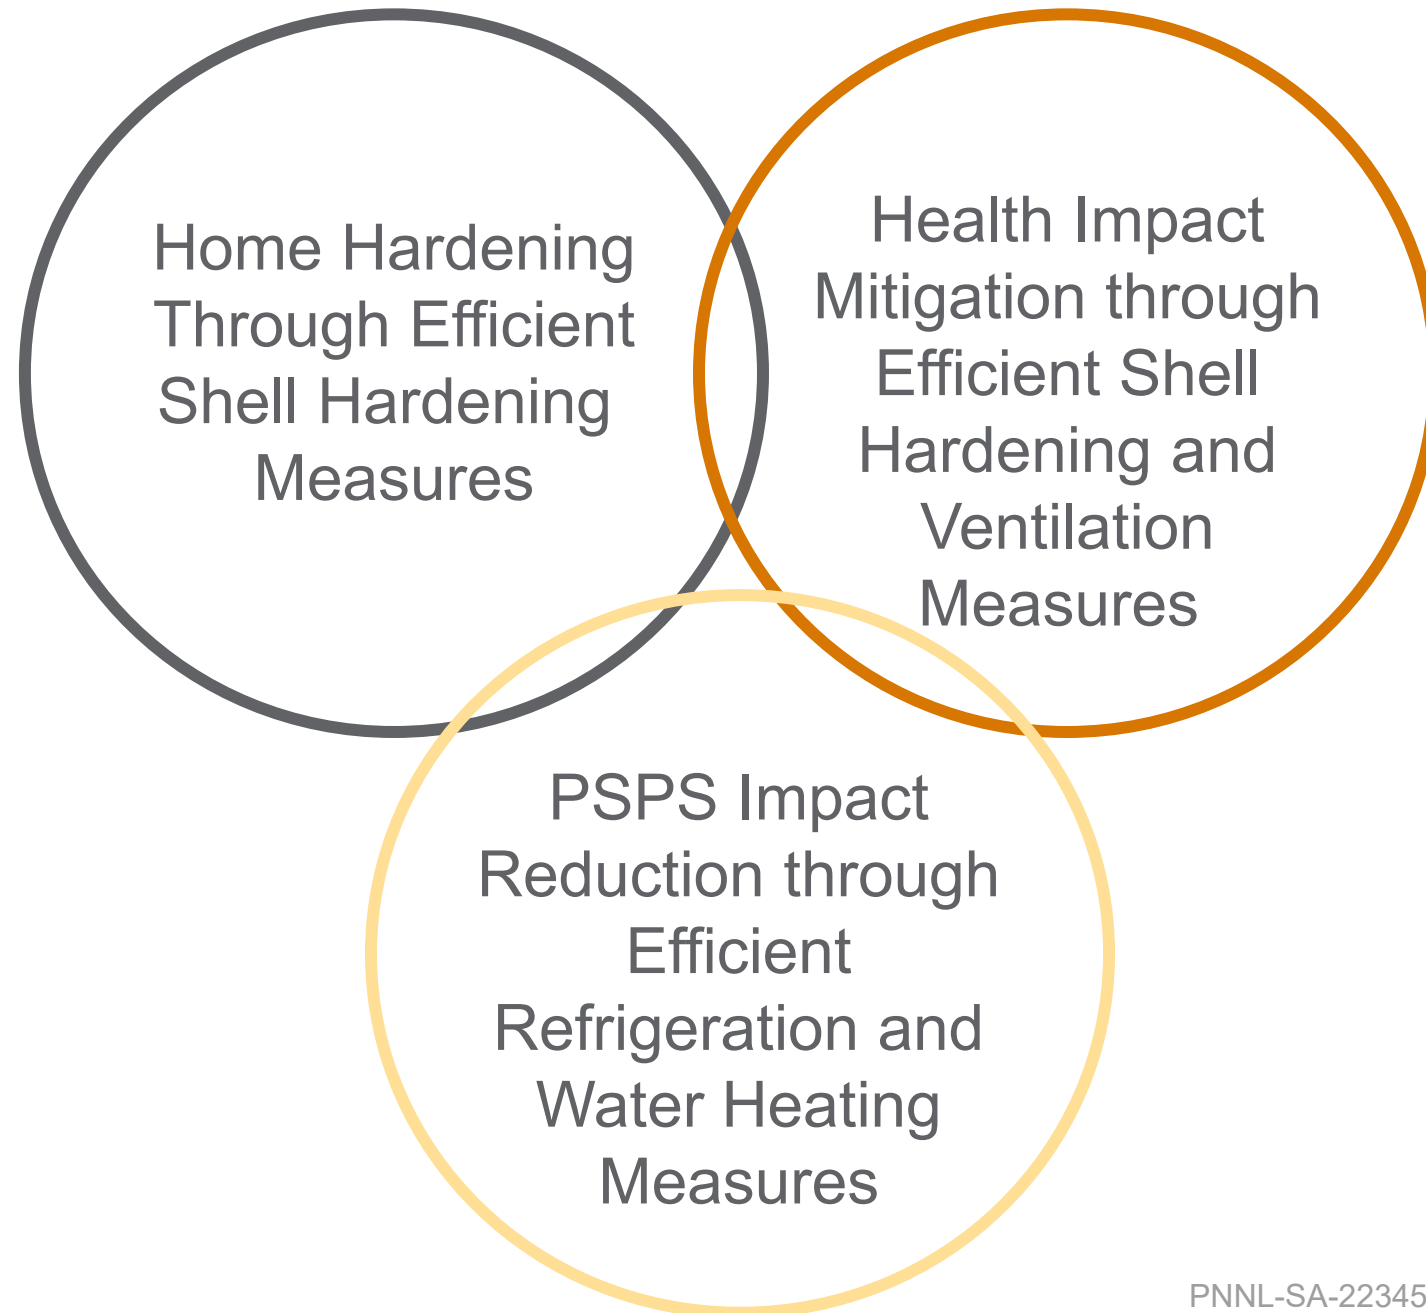 Home Hardening
Through Efficient
Shell Hardening
Measures
Health Impact
Mitigation through
Efficient Shell
Hardening and
Ventilation
Measures
PSPS Impact
Reduction through
Efficient
Refrigeration and
Water Heating
Measures
PNNL-SA-22345